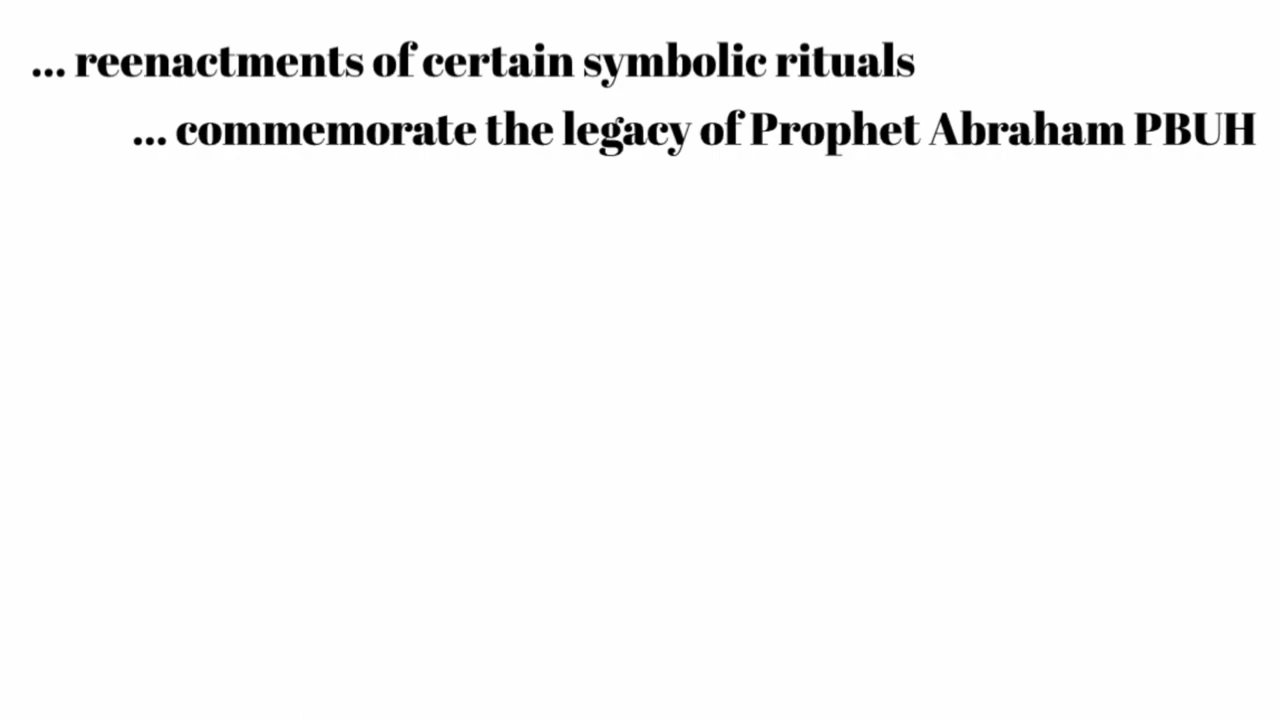 ... reenactments of certain symbolic rituals
... commemorate the legacy of Prophet Abraham PBUH